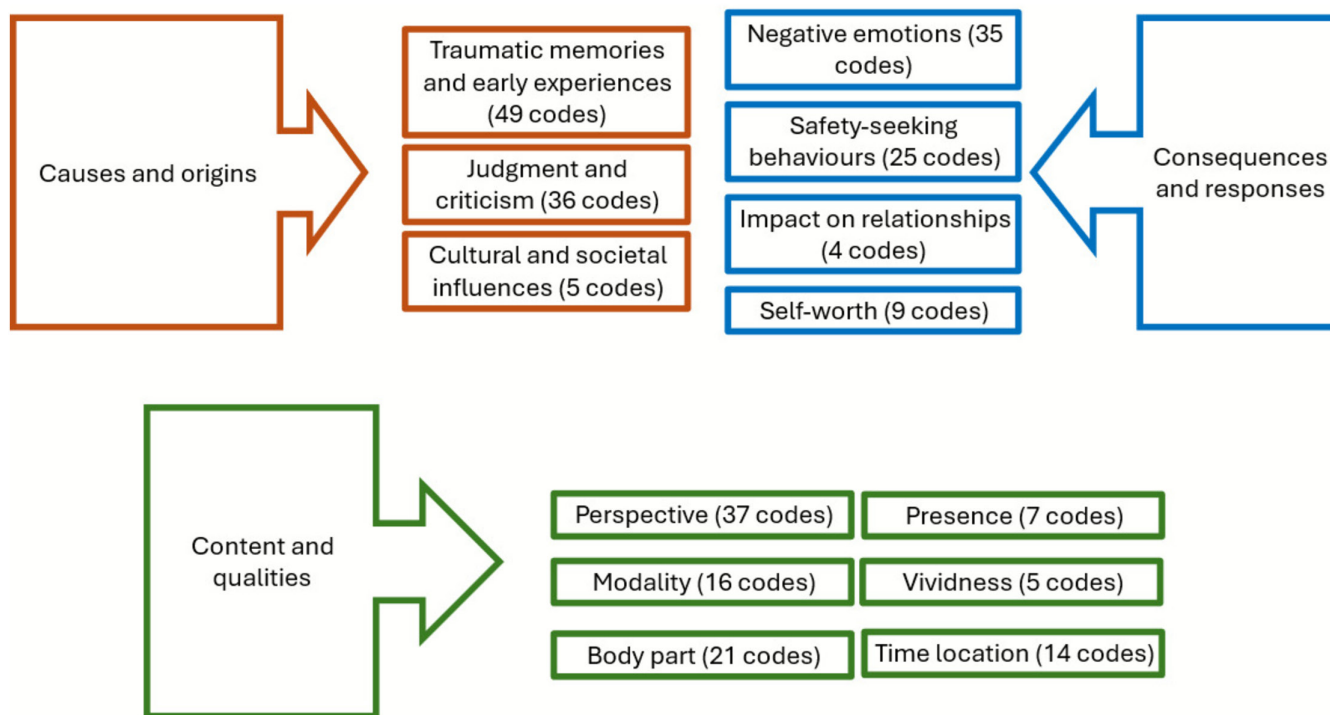 Causes and origins
Traumatic memories
and early experiences
(49 codes)
Judgment and
criticism (36 codes)
Cultural and societal
influences (5 codes)
Negative emotions (35
codes)
Safety-seeking
behaviours (25 codes)
Impact on relationships
(4 codes)
Self-worth (9 codes)
Consequences
and responses
Content and
qualities
Perspective (37 codes)
Presence (7 codes)
Modality (16 codes)
Vividness (5 codes)
Body part (21 codes)
Time location (14 codes)